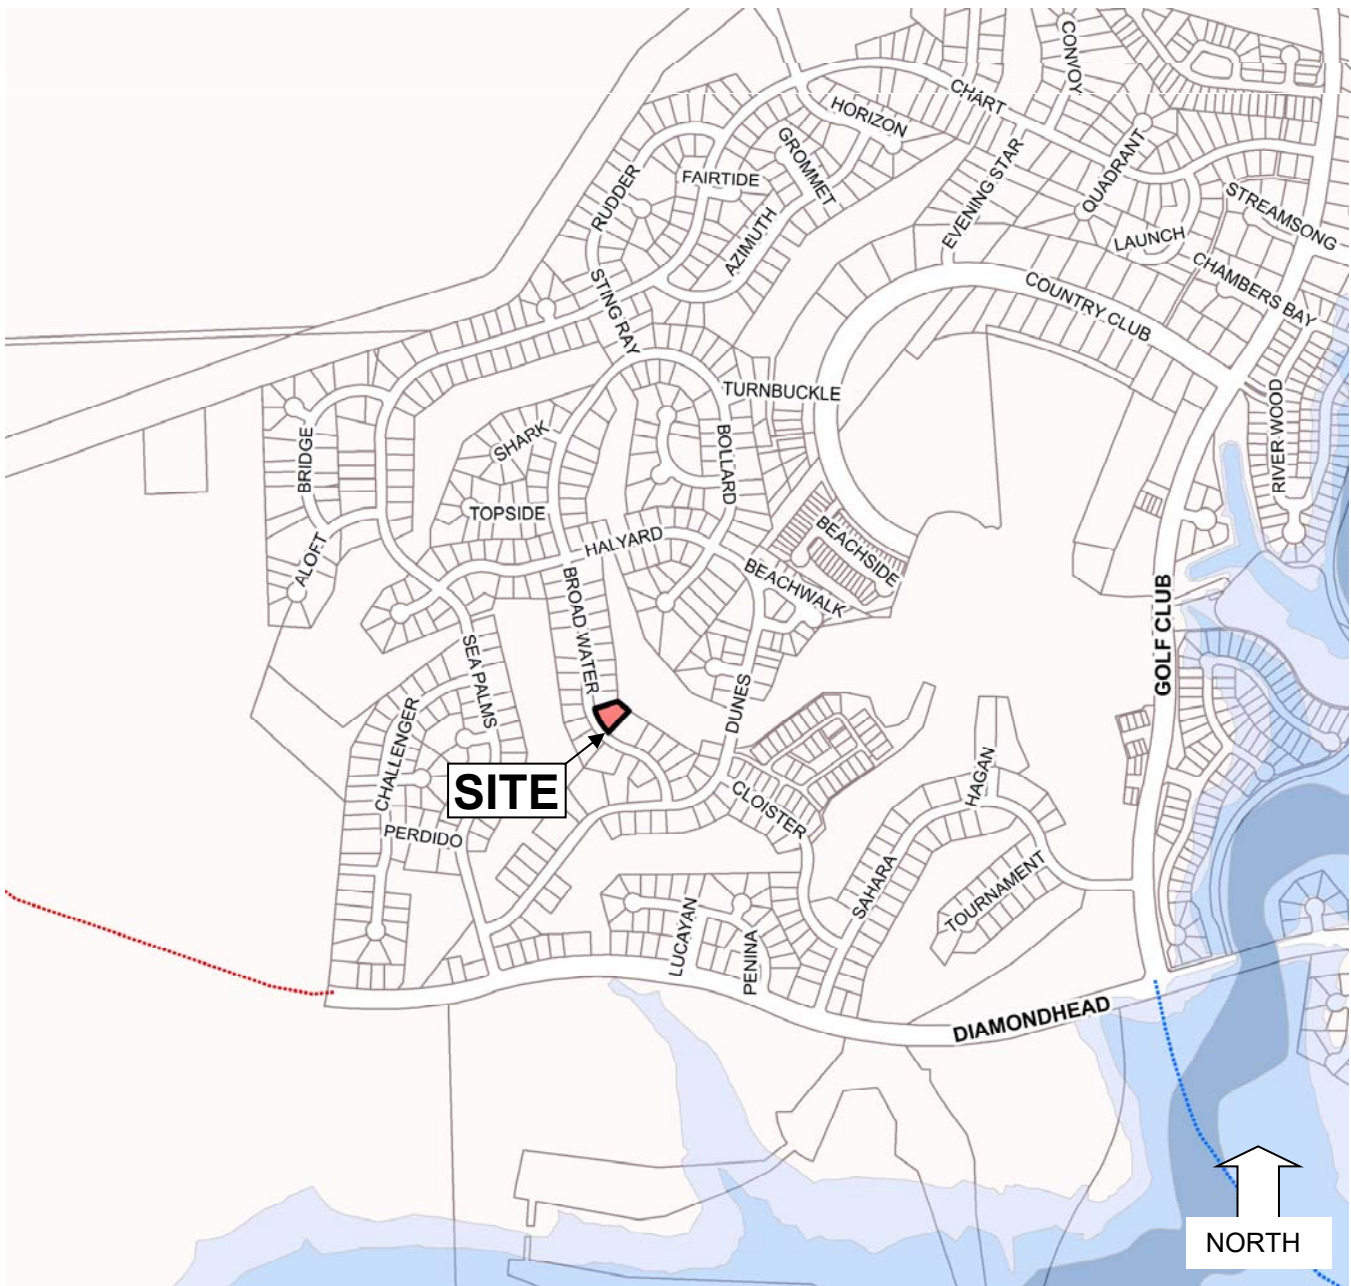 CONVOY
CHART
HORIZON
GROMMET
QUADRANT
EVENING STAR
RUDDER
FAIRTIDE
STREAMSONG
AZIMUTH
LAUNCH
CHAMBERS BAY
STING RAY
COUNTRY CLUB
TURNBUCKLE
RIVER WOOD
SHARK
BRIDGE
BOLLARD
TOPSIDE
HALYARD
BEACHSIDE
ALOFT
BEACHWALK
BROAD WATER
GOLF CLUB
SEA PALMS
DUNES
CHALLENGER
SITE
HAGAN
CLOISTER
PERDIDO
SAHARA
TOURNAMENT
LUCAYAN
PENINA
DIAMONDHEAD
NORTH